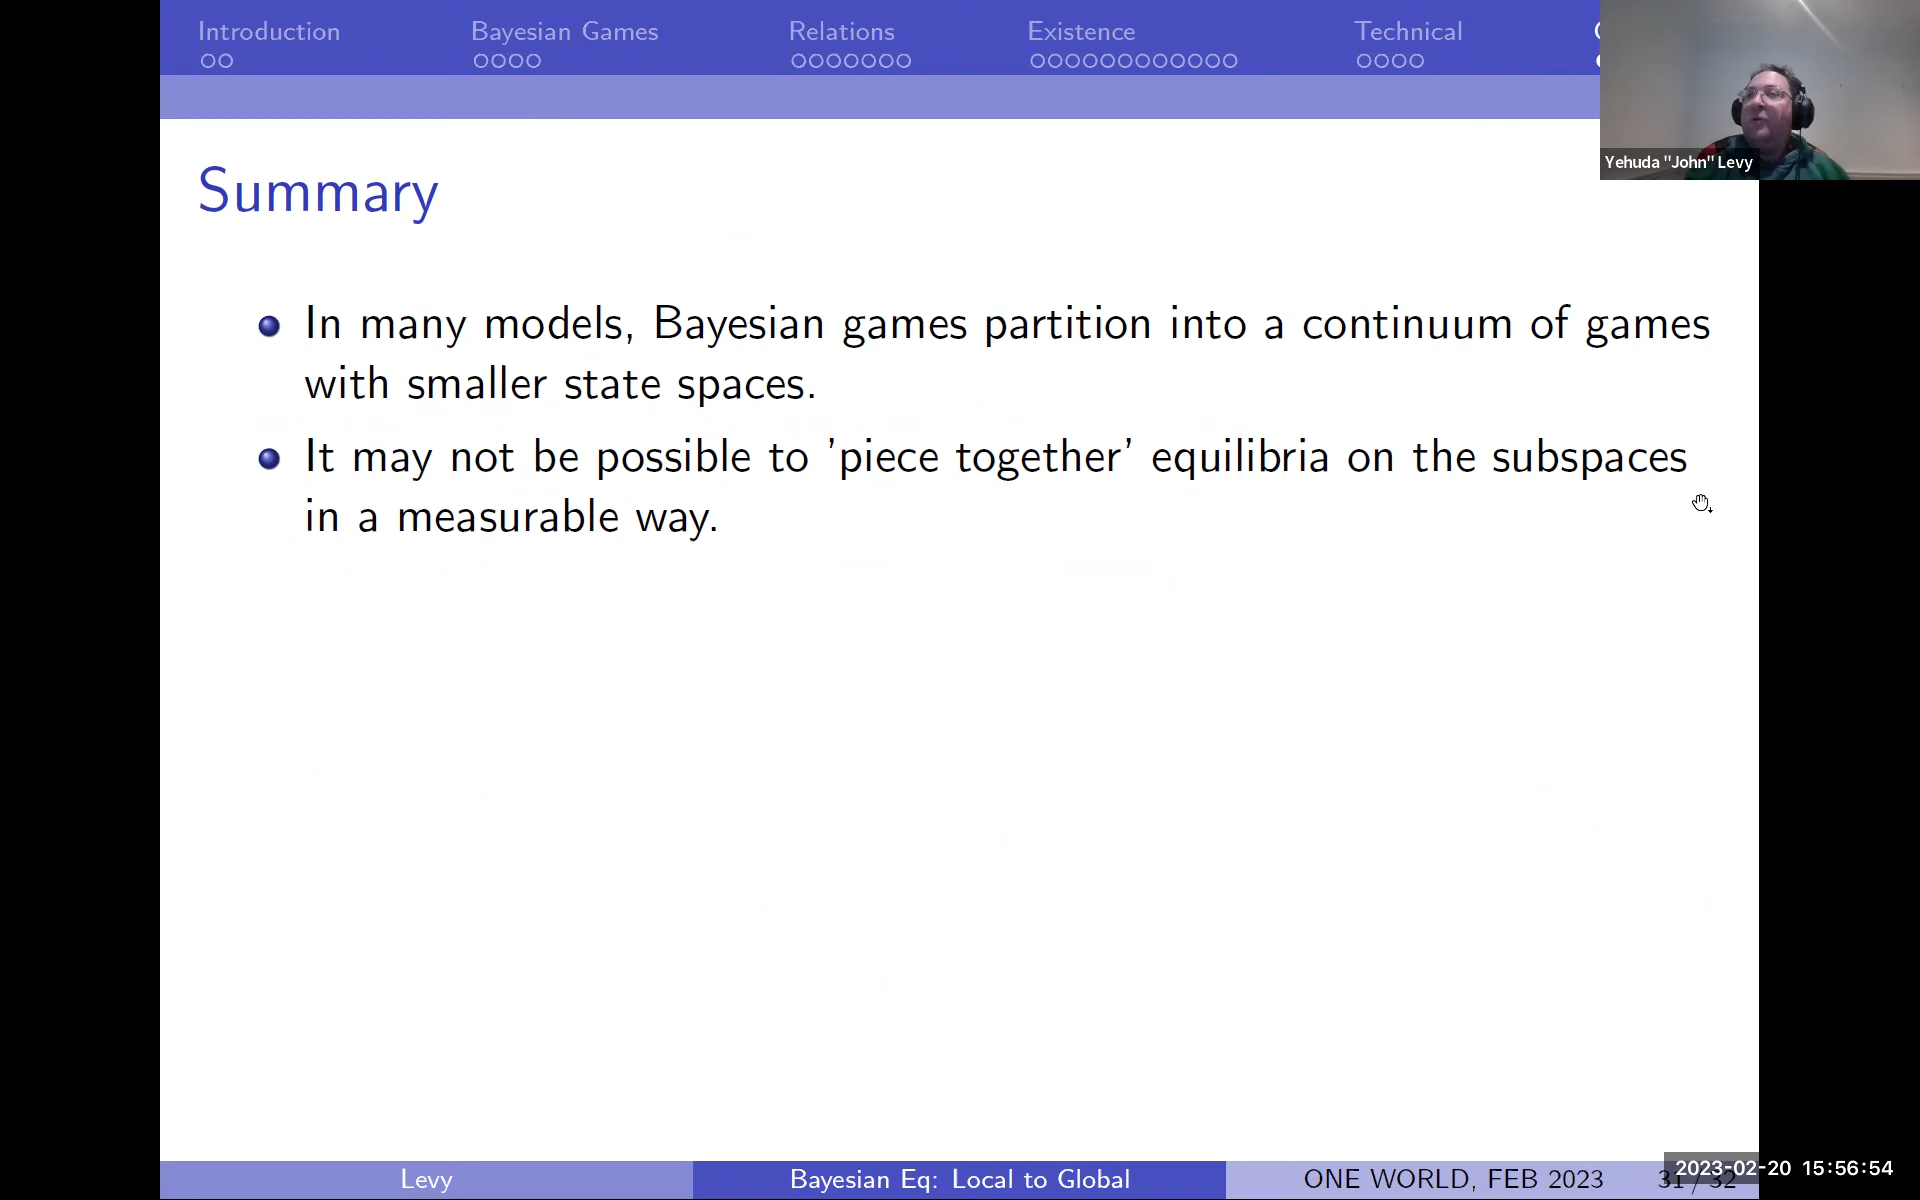 Introduction Bayesian Games Relations Existence Technical
Yehuda "John" Levy
Summary
In many models, Bayesian games partition into a continuum of games
with smaller state spaces.
It may not be possible to 'piece together' equilibria on the subspaces
in a measurable way.
Levy Bayesian Eq: Local to Global ONE WORLD, FEB 2023 31 / 32
2023-02-20 15:56:54